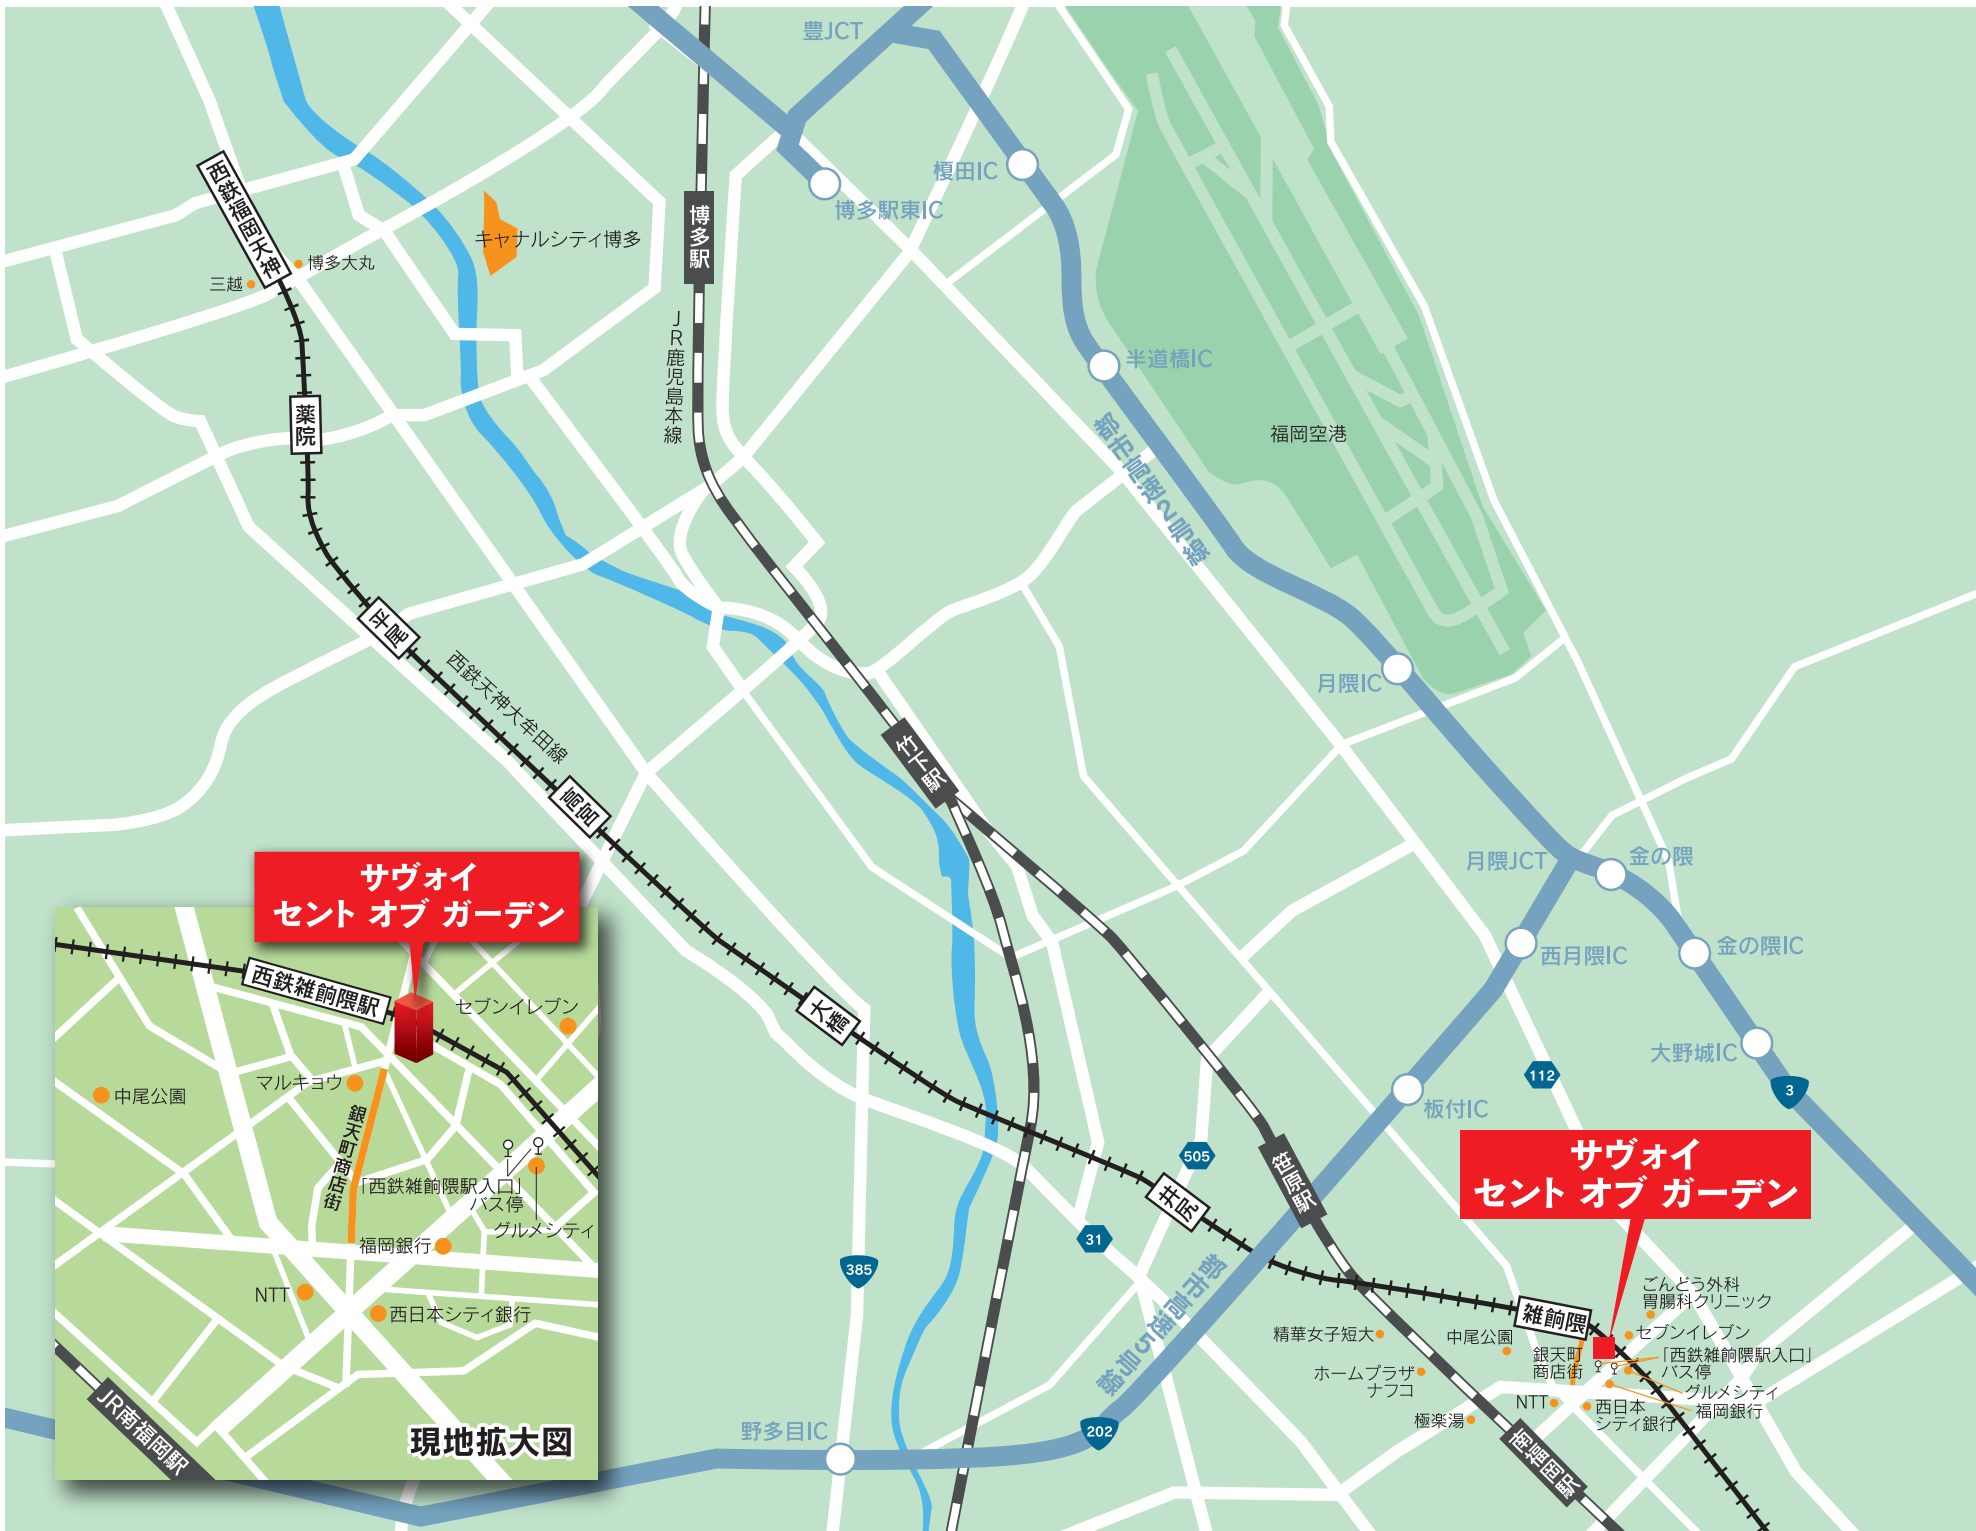 豊JCT
榎田IC
博多駅東IC
西鉄福岡天神
博多大丸
三越
キャナルシティ博多
博多駅
JR鹿児島本線
半道橋IC
都市高速2号線
福岡空港
薬院
平尾
西鉄天神大牟田線
月隈IC
竹下駅
高宮
月隈JCT
金の隈
西月隈IC
金の隈IC
大野城IC
大橋
板付IC
112
3
505
31
385
202
井尻
笹原駅
都市高速5号線
野多目IC
サヴォイ
セント オブ ガーデン
雑餉隈
ごんどう外科
胃腸科クリニック
セブンイレブン
「西鉄雑餉隈駅入口」
バス停
グルメシティ
福岡銀行
銀天町
商店街
中尾公園
精華女子短大
ホームプラザ
ナフコ
極楽湯
NTT
西日本
シティ銀行
南福岡駅
サヴォイ
セント オブ ガーデン
西鉄雑餉隈駅
セブンイレブン
マルキョウ
中尾公園
銀天町商店街
「西鉄雑餉隈駅入口」
バス停
グルメシティ
福岡銀行
NTT
西日本シティ銀行
JR南福岡駅
現地拡大図